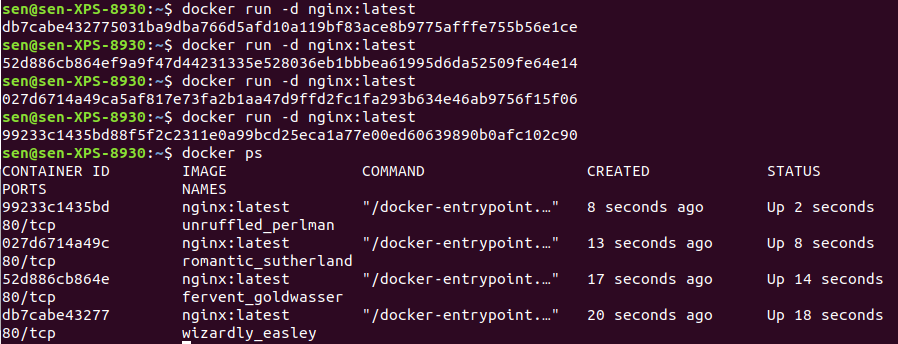 sen@sen-XPS-8930:~$ docker run -d nginx:latest
db7cabe432775031ba9dba766d5afd10a119bf83ace8b9775afffe755b56e1ce
sen@sen-XPS-8930:~$ docker run -d nginx:latest
52d886cb864ef9a9f47d44231335e528036eb1bbbea61995d6da52509fe64e14
sen@sen-XPS-8930:~$ docker run -d nginx:latest
027d6714a49ca5af817e73fa2b1aa47d9ffd2fc1fa293b634e46ab9756f15f06
sen@sen-XPS-8930:~$ docker run -d nginx:latest
99233c1435bd88f5f2c2311e0a99bcd25eca1a77e00ed60639890b0afc102c90
sen@sen-XPS-8930:~$ docker ps
CONTAINER ID IMAGE COMMAND CREATED STATUS
PORTS NAMES
99233c1435bd nginx:latest "/docker-entrypoint.…" 8 seconds ago Up 2 seconds
80/tcp unruffled_perlman
027d6714a49c nginx:latest "/docker-entrypoint.…" 13 seconds ago Up 8 seconds
80/tcp romantic_sutherland
52d886cb864e nginx:latest "/docker-entrypoint.…" 17 seconds ago Up 14 seconds
80/tcp fervent_goldwasser
db7cabe43277 nginx:latest "/docker-entrypoint.…" 20 seconds ago Up 18 seconds
80/tcp wizardly_easley